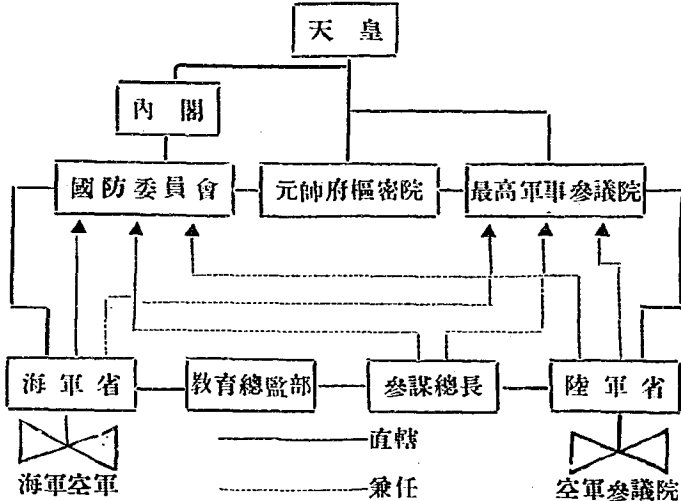 天皇
內閣
國防委員會
元帥府樞密院
最高軍事參議院
海軍省
敎育總監部
參謀總長
陸軍省
直轄
海軍空軍
兼任
空軍參議院